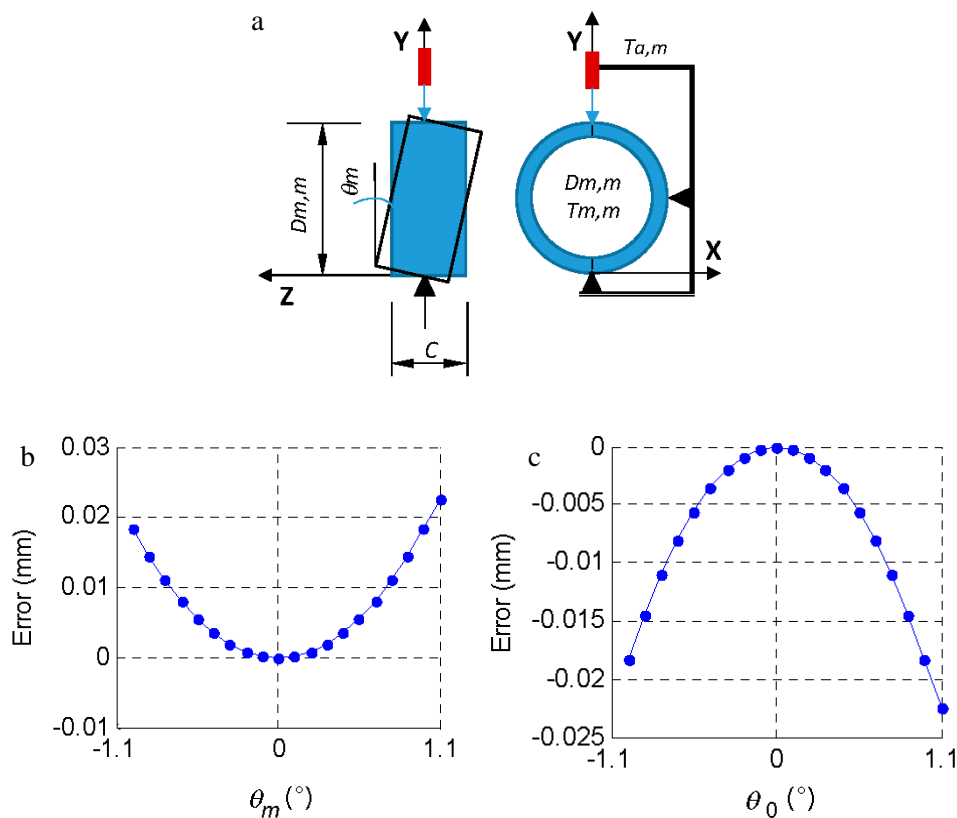 a
Y
Y
Ta,m
Dm,m
θm
Dm,m
Tm,m
X
Z
C
b
0.03
0.02
0.01
0
-0.01
-1.1 0 1.1
Error (mm)
θm (°)
c
0
-0.005
-0.01
-0.015
-0.02
-0.025
-1.1 0 1.1
Error (mm)
θ0 (°)